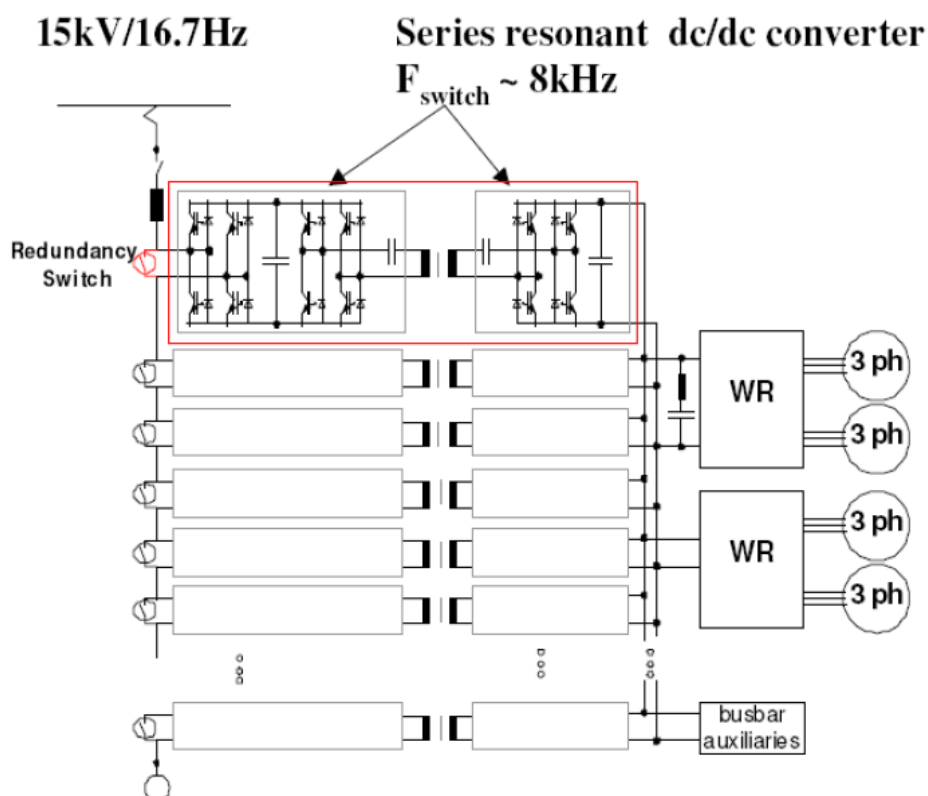 15kV/16.7Hz
Series resonant dc/dc converter
Fswitch ~ 8kHz
Redundancy
Switch
WR
3 ph
3 ph
WR
3 ph
3 ph
busbar
auxiliaries